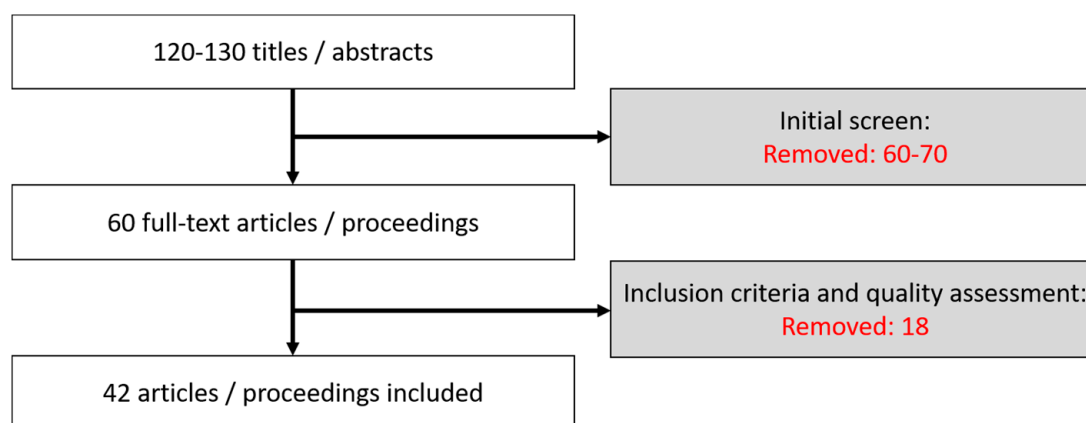 120-130 titles / abstracts
Initial screen:
Removed: 60-70
60 full-text articles / proceedings
Inclusion criteria and quality assessment:
Removed: 18
42 articles / proceedings included